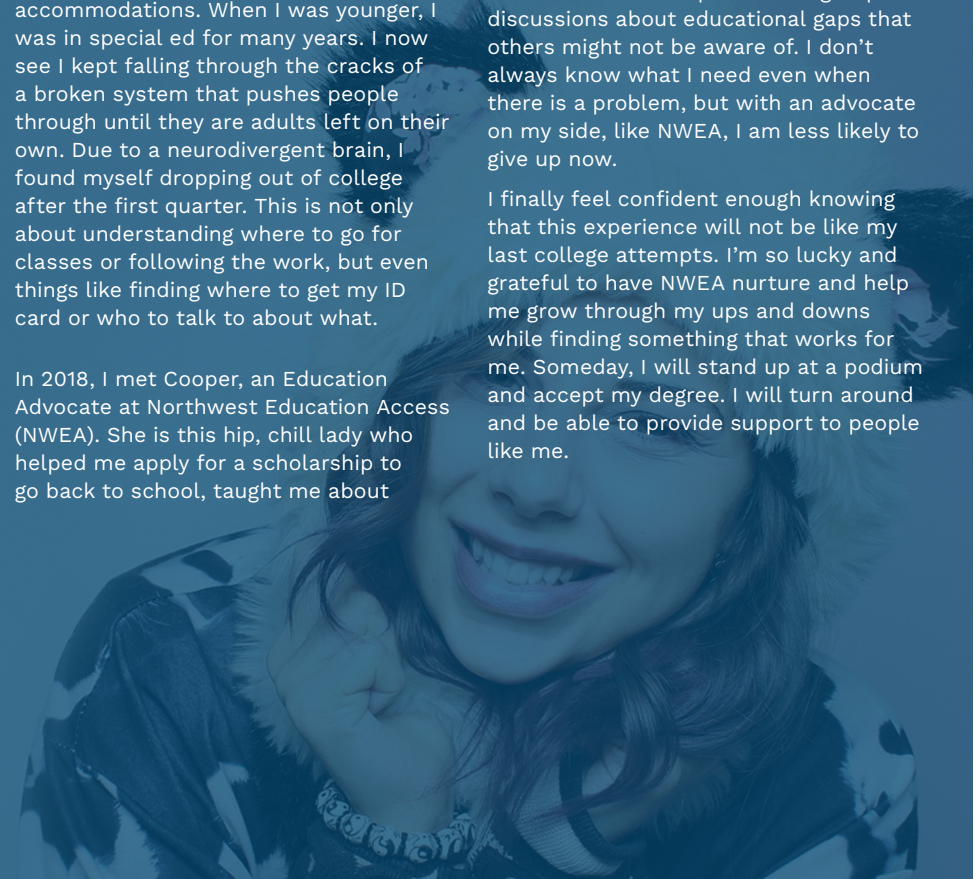 accommodations. When I was younger, I
was in special ed for many years. I now
see I kept falling through the cracks of
a broken system that pushes people
through until they are adults left on their
own. Due to a neurodivergent brain, I
found myself dropping out of college
after the first quarter. This is not only
about understanding where to go for
classes or following the work, but even
things like finding where to get my ID
card or who to talk to about what.
In 2018, I met Cooper, an Education
Advocate at Northwest Education Access
(NWEA). She is this hip, chill lady who
helped me apply for a scholarship to
go back to school, taught me about
discussions about educational gaps that
others might not be aware of. I don’t
always know what I need even when
there is a problem, but with an advocate
on my side, like NWEA, I am less likely to
give up now.
I finally feel confident enough knowing
that this experience will not be like my
last college attempts. I’m so lucky and
grateful to have NWEA nurture and help
me grow through my ups and downs
while finding something that works for
me. Someday, I will stand up at a podium
and accept my degree. I will turn around
and be able to provide support to people
like me.